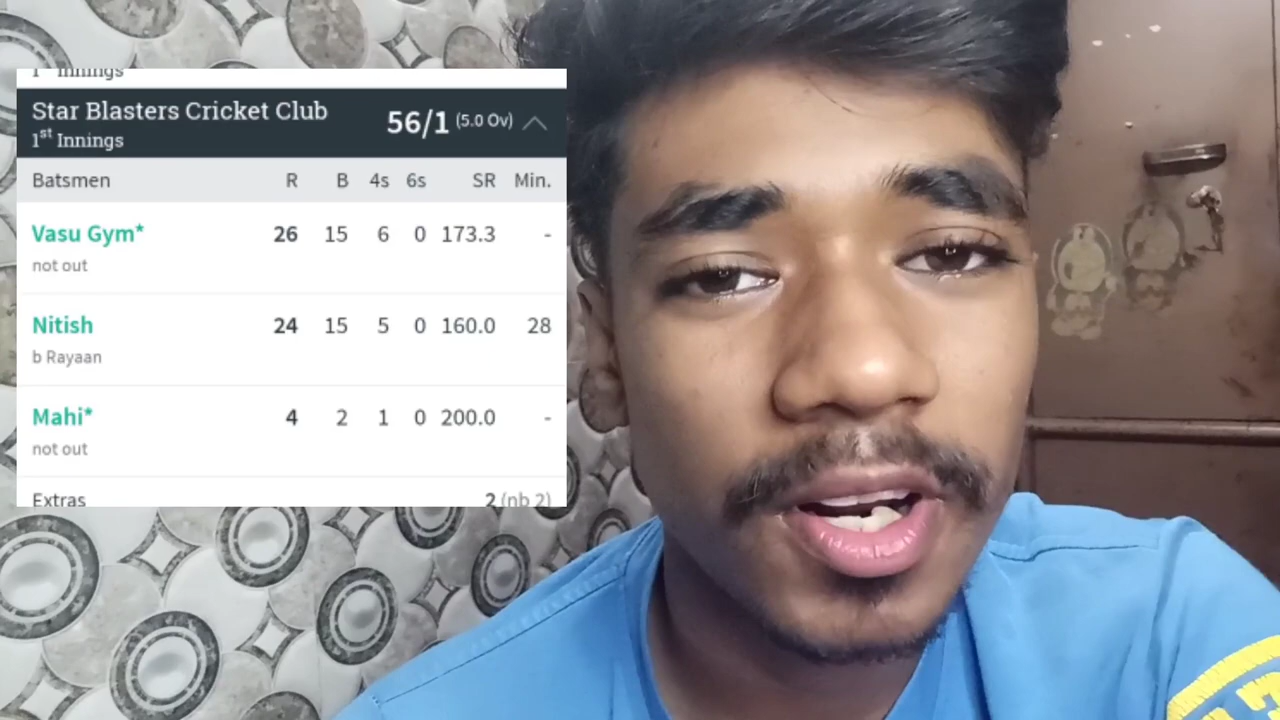 1st Innings
Star Blasters Cricket Club 56/1 (5.0 Ov)
1st Innings
Batsmen R B 4s 6s SR Min.
Vasu Gym* 26 15 6 0 173.3 -
not out
Nitish 24 15 5 0 160.0 28
b Rayaan
Mahi* 4 2 1 0 200.0 -
not out
Extras 2 (nb 2)